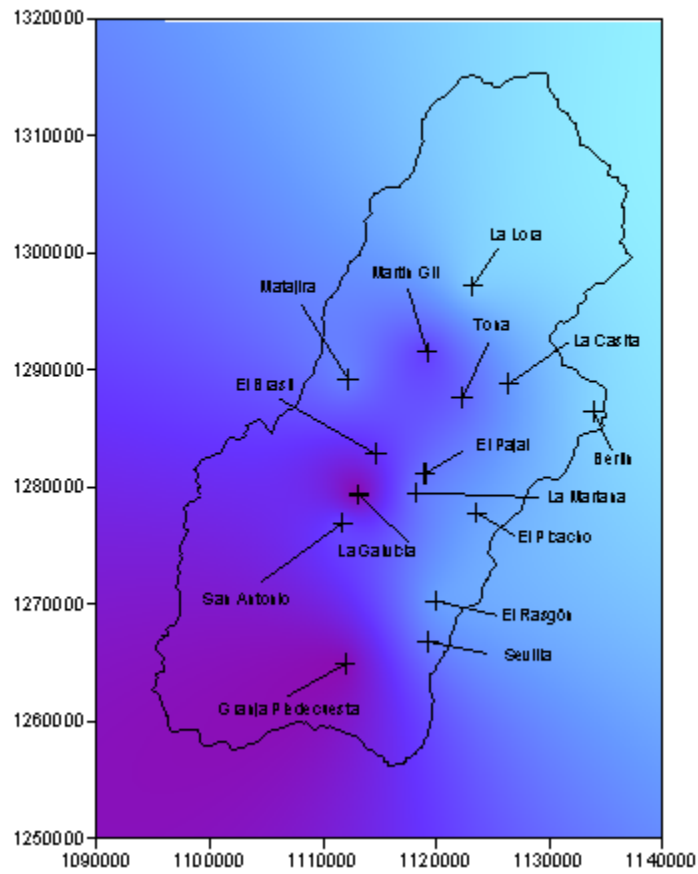 1320000
1310000
1300000
1290000
1280000
1270000
1260000
1250000
1090000 1100000 1110000 1120000 1130000 1140000
La Lora
Martín Gil
Matajira
Tona
La Casita
El Brasil
El Pajal
Berlín
La Mariana
El Picacho
La Galubia
San Antonio
El Rasgón
Sevilla
Granja Piedecuesta